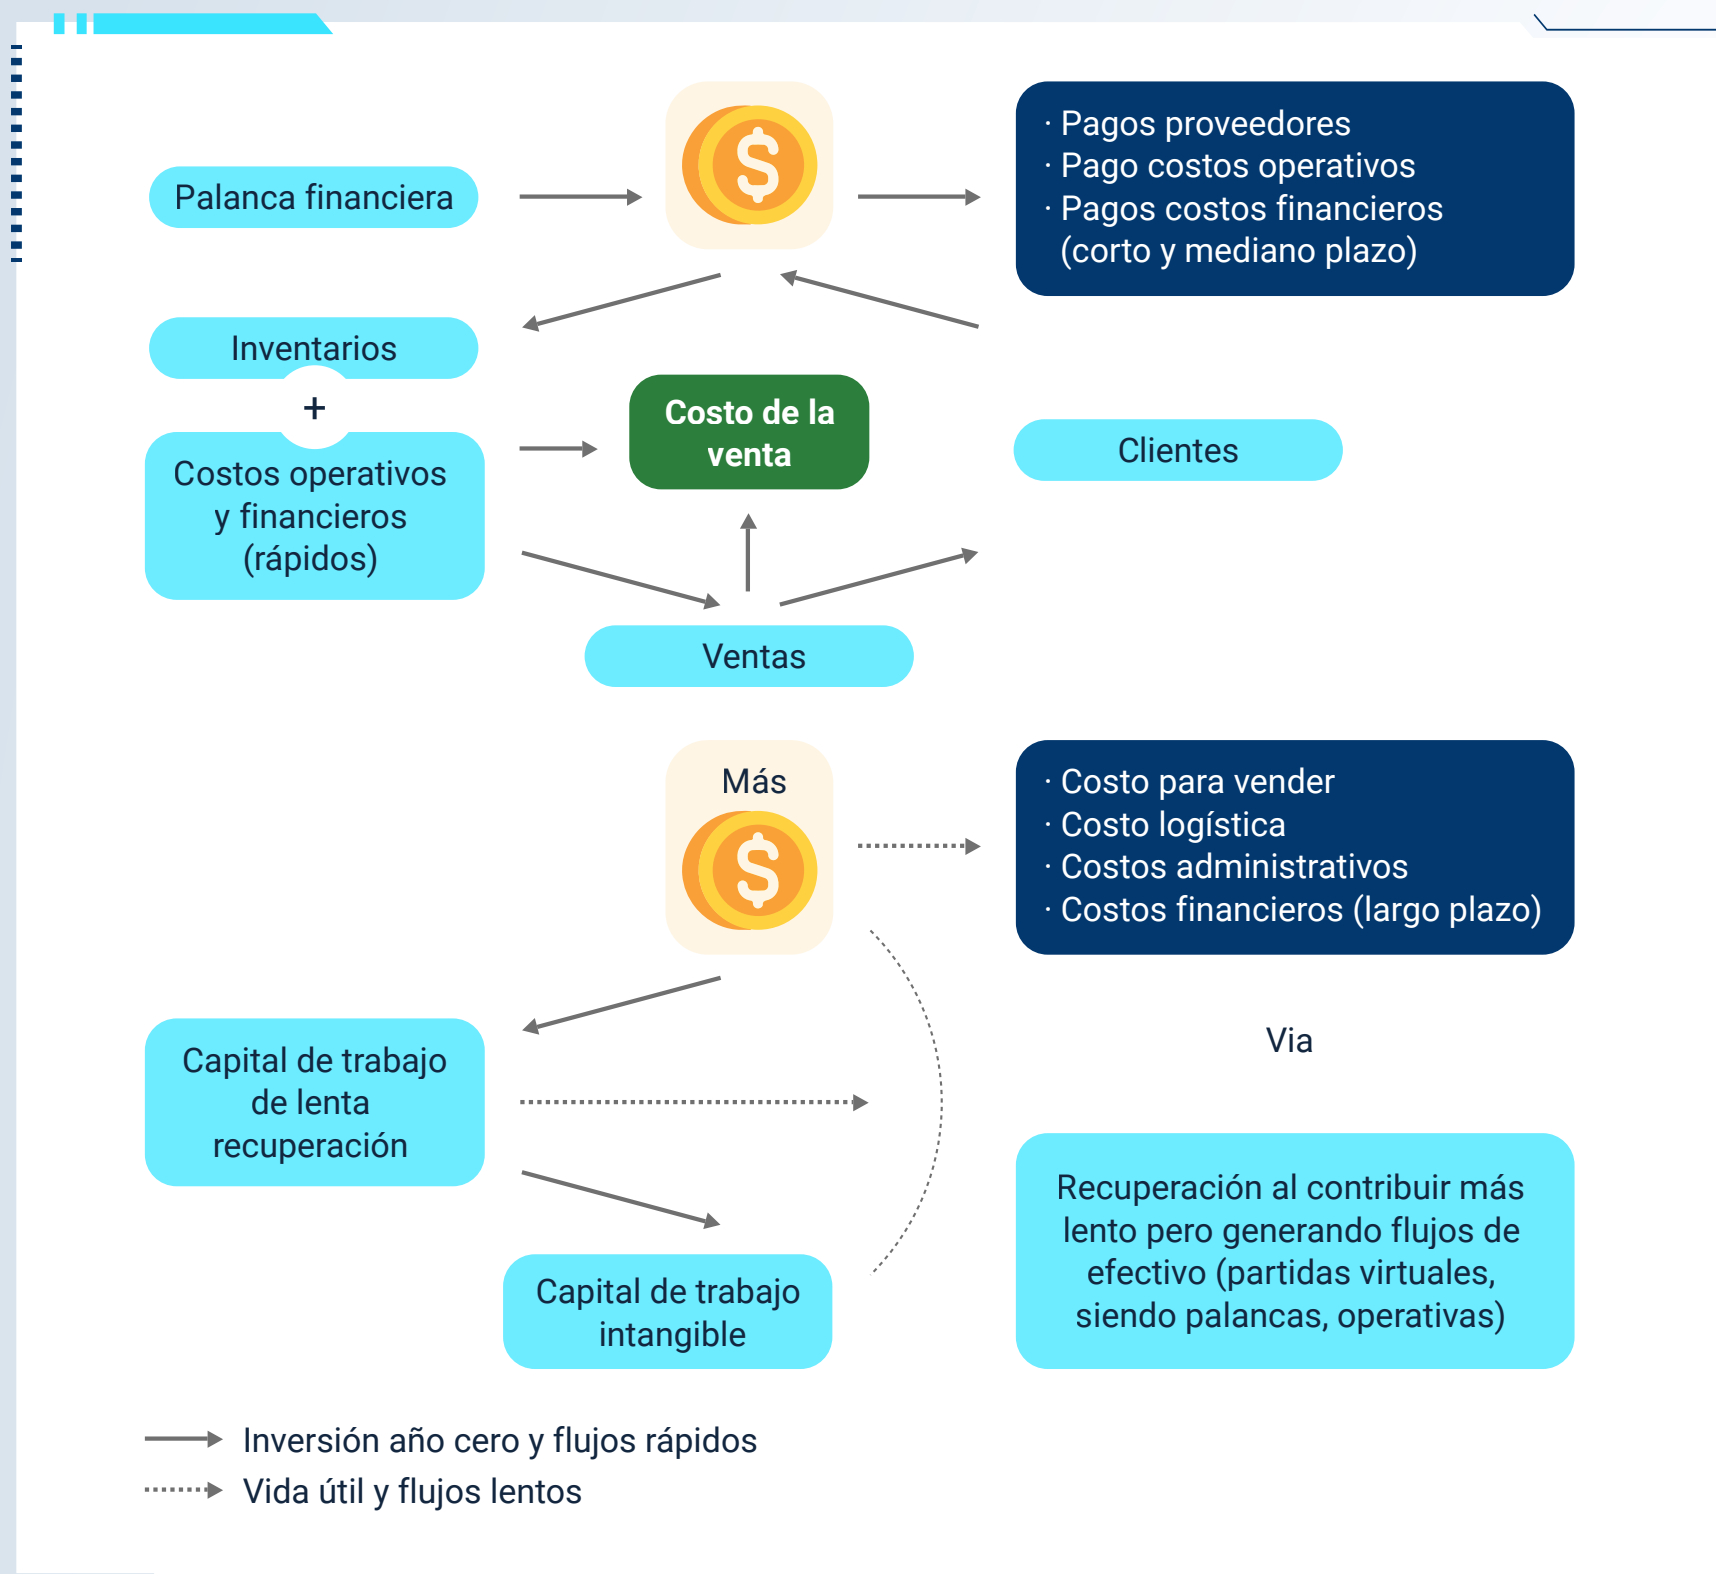 Palanca financiera
· Pagos proveedores
· Pago costos operativos
· Pagos costos financieros
(corto y mediano plazo)
Inventarios
+
Costos operativos
y financieros
(rápidos)
Costo de la
venta
Clientes
Ventas
Más
· Costo para vender
· Costo logística
· Costos administrativos
· Costos financieros (largo plazo)
Capital de trabajo
de lenta
recuperación
Via
Capital de trabajo
intangible
Recuperación al contribuir más
lento pero generando flujos de
efectivo (partidas virtuales,
siendo palancas, operativas)
Inversión año cero y flujos rápidos
Vida útil y flujos lentos